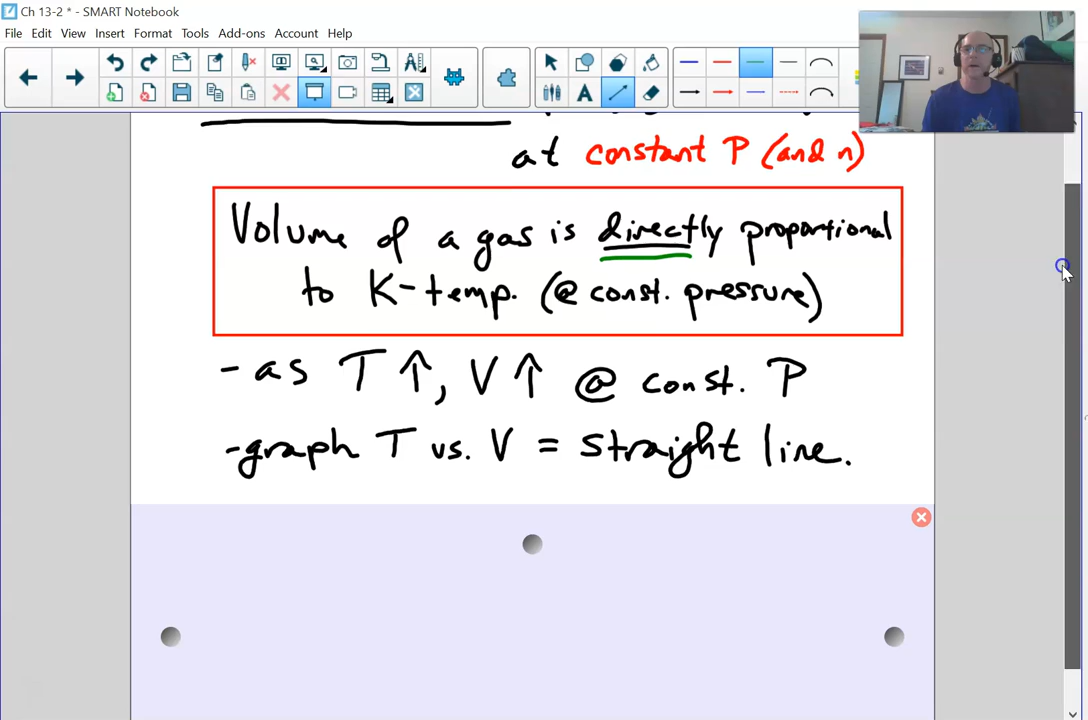 Ch 13-2 * - SMART Notebook
File Edit View Insert Format Tools Add-ons Account Help
at constant P (and n)
Volume of a gas is directly proportional
to K-temp. (@ const. pressure)
- as T ↑, V ↑ @ const. P
-graph T vs. V = straight line.